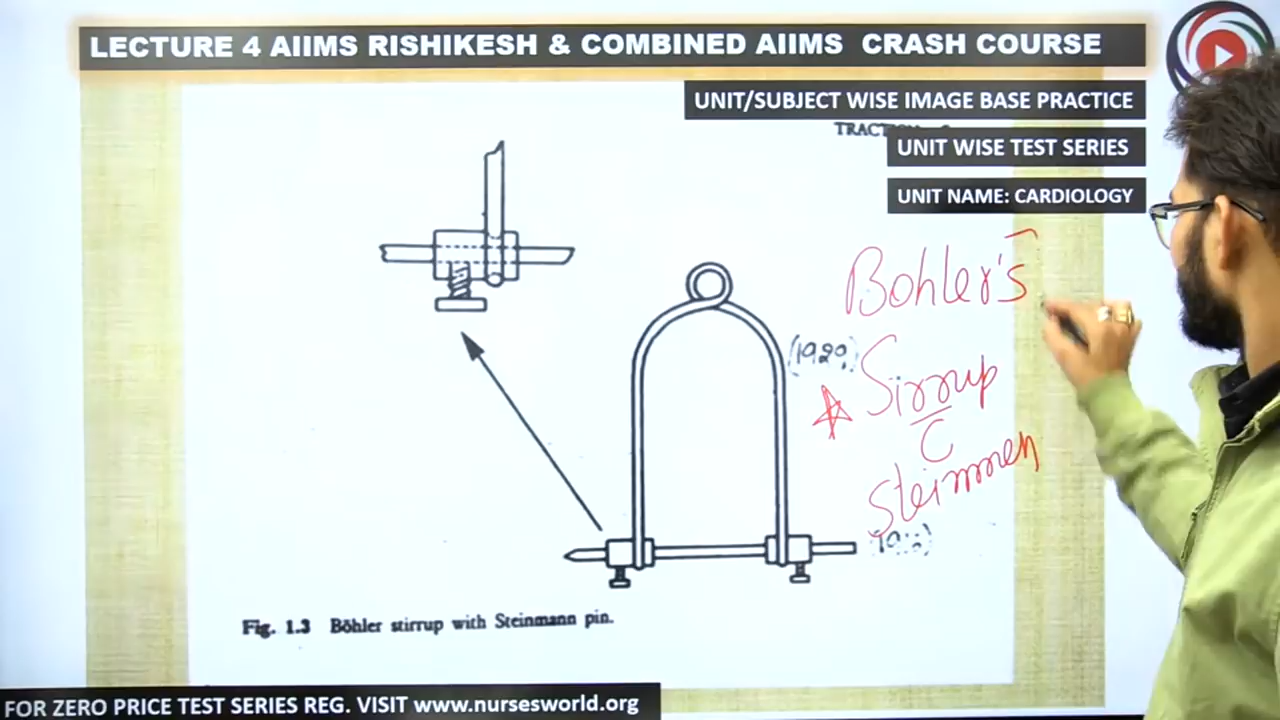 LECTURE 4 AIIMS RISHIKESH & COMBINED AIIMS CRASH COURSE
UNIT/SUBJECT WISE IMAGE BASE PRACTICE
UNIT WISE TEST SERIES
UNIT NAME: CARDIOLOGY
Bohler's
Sirrup
C
Steinmen
Fig. 1.3 Böhler stirrup with Steinmann pin.
FOR ZERO PRICE TEST SERIES REG. VISIT www.nursesworld.org